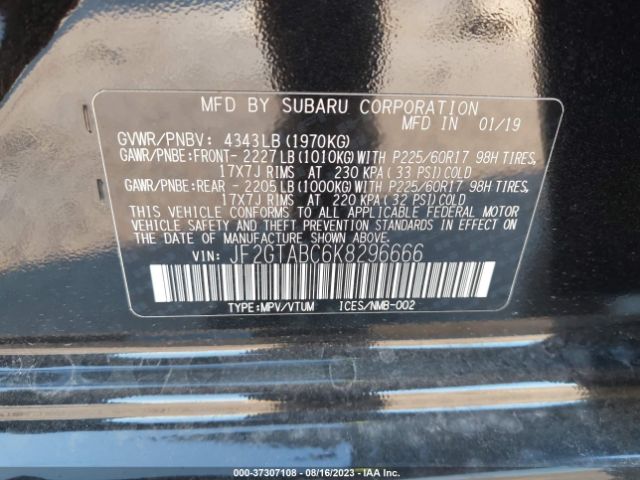 MFD BY SUBARU CORPORATION
MFD IN 01/19
GVWR/PNBV: 4343LB(1970KG)
GAWR/PNBE:FRONT-2227LB(1010KG)WITH P225/60R17 98H TIRES,
17X7J RIMS AT 230 KPA(33 PSI)COLD
GAWR/PNBE:REAR -2205LB(1000KG)WITH P225/60R17 98H TIRES,
17X7J RIMS AT 220 KPA(32 PSI)COLD
THIS VEHICLE CONFORMS TO ALL APPLICABLE FEDERAL MOTOR
VEHICLE SAFETY AND THEFT PREVENTION STANDARDS IN EFFECT ON
THE DATE OF MANUFACTURE SHOWN ABOVE.
VIN: JF2GTABC6K8296666
TYPE:MPV/VTUM ICES/NMB-002
000-37307108 - 08/16/2023 - IAA Inc.